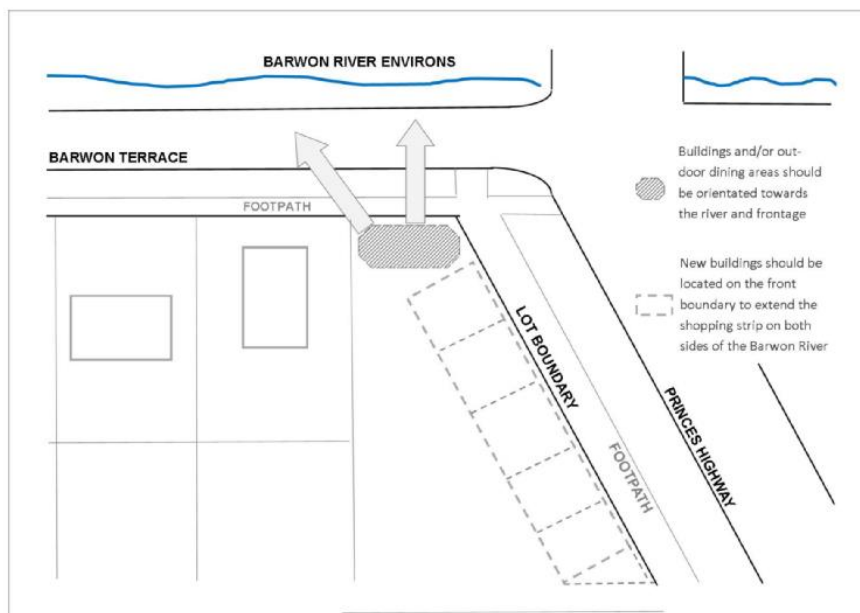 BARWON RIVER ENVIRONS
BARWON TERRACE
FOOTPATH
LOT BOUNDARY
FOOTPATH
PRINCES HIGHWAY
Buildings and/or out-
door dining areas should
be orientated towards
the river and frontage
New buildings should be
located on the front
boundary to extend the
shopping strip on both
sides of the Barwon River